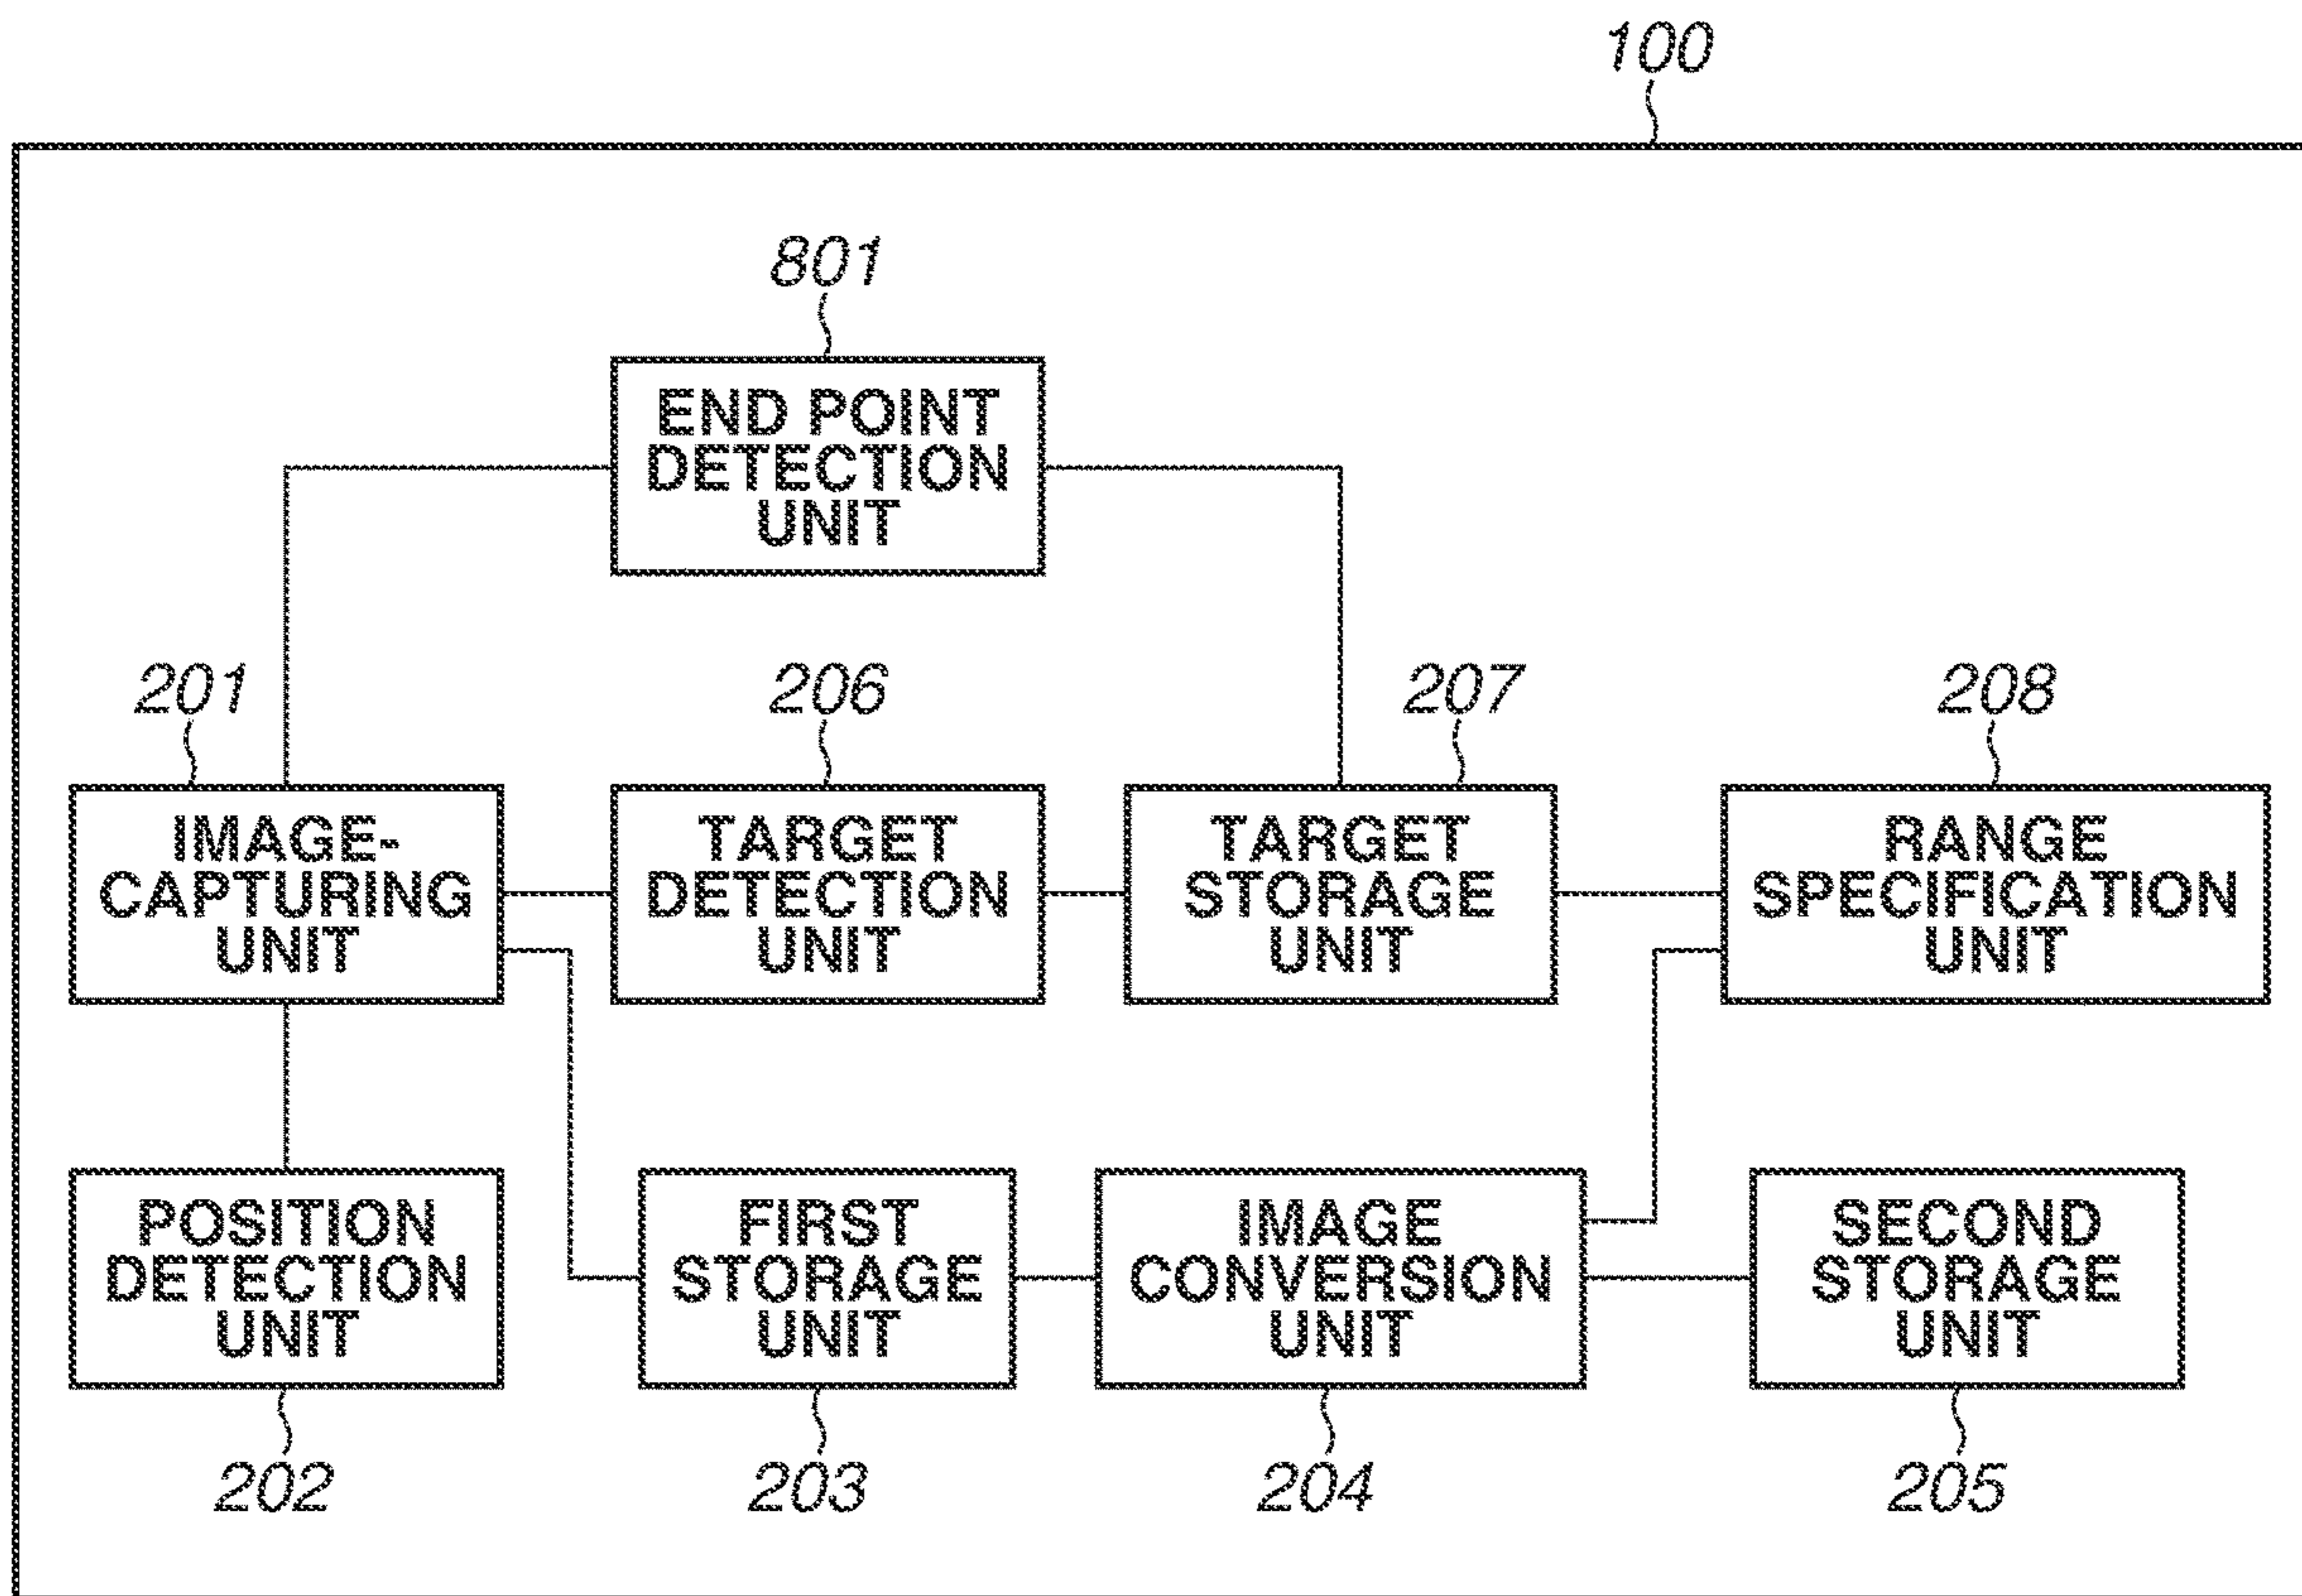 100
801
END POINT
DETECTION
UNIT
201
206
207
208
IMAGE-
CAPTURING
UNIT
TARGET
DETECTION
UNIT
TARGET
STORAGE
UNIT
RANGE
SPECIFICATION
UNIT
POSITION
DETECTION
UNIT
FIRST
STORAGE
UNIT
IMAGE
CONVERSION
UNIT
SECOND
STORAGE
UNIT
202
203
204
205